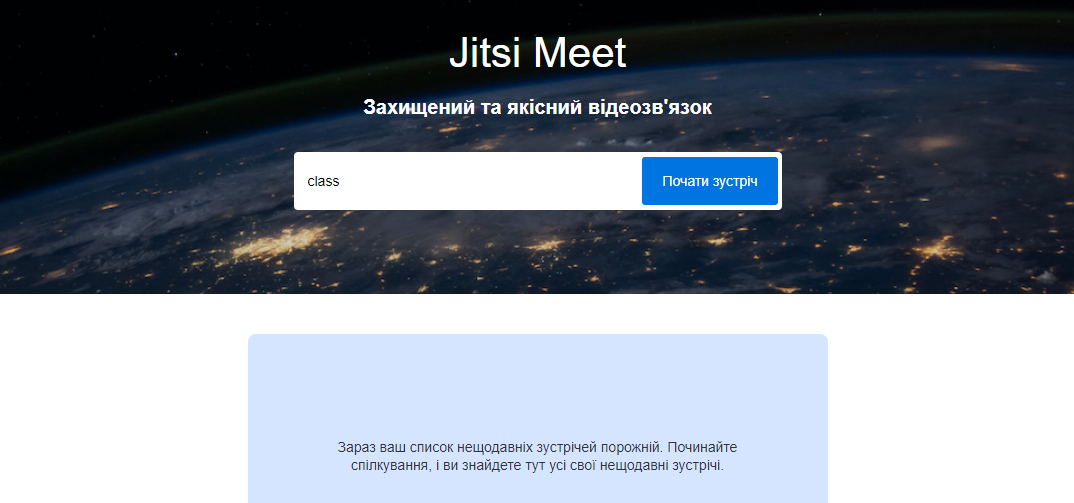 Jitsi Meet
Захищений та якісний відеозв'язок
class
Почати зустріч
Зараз ваш список нещодавніх зустрічей порожній. Починайте
спілкування, і ви знайдете тут усі свої нещодавні зустрічі.